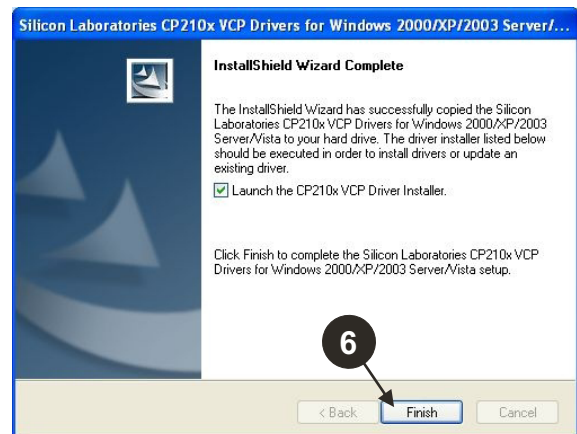 Silicon Laboratories CP210x VCP Drivers for Windows 2000/XP/2003 Server/...
InstallShield Wizard Complete
The InstallShield Wizard has successfully copied the Silicon
Laboratories CP210x VCP Drivers for Windows 2000/XP/2003
Server/Vista to your hard drive. The driver installer listed below
should be executed in order to install drivers or update an
existing driver.
Launch the CP210x VCP Driver Installer.
Click Finish to complete the Silicon Laboratories CP210x VCP
Drivers for Windows 2000/XP/2003 Server/Vista setup.
6
< Back Finish Cancel